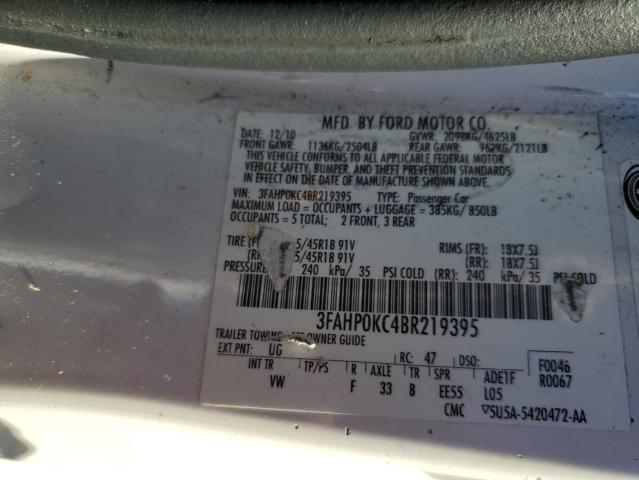 MFD. BY FORD MOTOR CO.
12/10 GVWR: 2098KG/4625LB
FRONT GAWR: 1136KG/2504LB REAR GAWR: 962KG/2121LB
THIS VEHICLE CONFORMS TO ALL APPLICABLE FEDERAL MOTOR
VEHICLE SAFETY, BUMPER, AND THEFT PREVENTION STANDARDS
IN EFFECT ON THE DATE OF MANUFACTURE SHOWN ABOVE.
VIN: 3FAHP0KC4BR219395 TYPE: Passenger Car
MAXIMUM LOAD = OCCUPANTS + LUGGAGE = 385KG/ 850LB
OCCUPANTS = 5 TOTAL; 2 FRONT, 3 REAR
TIRE 5/45R18 91V RIMS (FR): 18X7.5J
5/45R18 91V (RR): 18X7.5J
PRESSURE 240 kPa/ 35 PSI COLD (RR): 240 kPa/ 35 PSI COLD
3FAHP0KC4BR219395
TRAILER TOWING OWNER GUIDE
EXT PNT: UG RC: 47 DSO: F0046
INT TR TP/PS R AXLE TR SPR ADE1F R0067
VW F 33 B EE55 L05
CMC 5U5A-5420472-AA